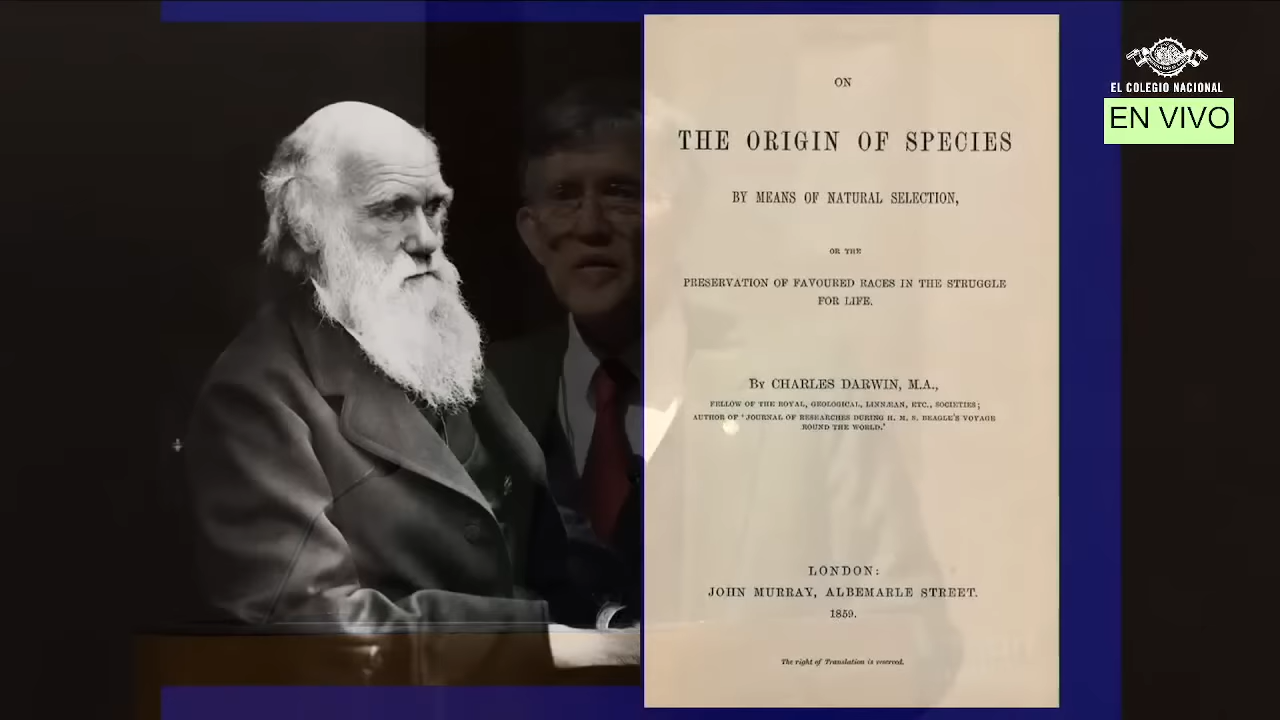 ON
THE ORIGIN OF SPECIES
BY MEANS OF NATURAL SELECTION,
OR THE
PRESERVATION OF FAVOURED RACES IN THE STRUGGLE
FOR LIFE.
BY CHARLES DARWIN, M.A.,
FELLOW OF THE ROYAL, GEOLOGICAL, LINNÆAN, ETC., SOCIETIES;
AUTHOR OF 'JOURNAL OF RESEARCHES DURING H. M. S. BEAGLE'S VOYAGE
ROUND THE WORLD.'
LONDON:
JOHN MURRAY, ALBEMARLE STREET.
1859.
The right of Translation is reserved.
EL COLEGIO NACIONAL
EN VIVO